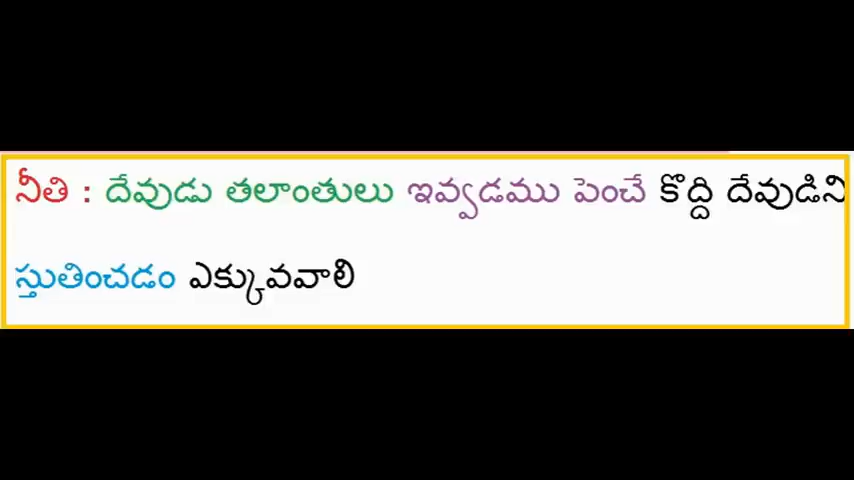 నీతి : దేవుడు తలాంతులు ఇవ్వడము పెంచే కొద్ది దేవుడిని
స్తుతించడం ఎక్కువవాలి